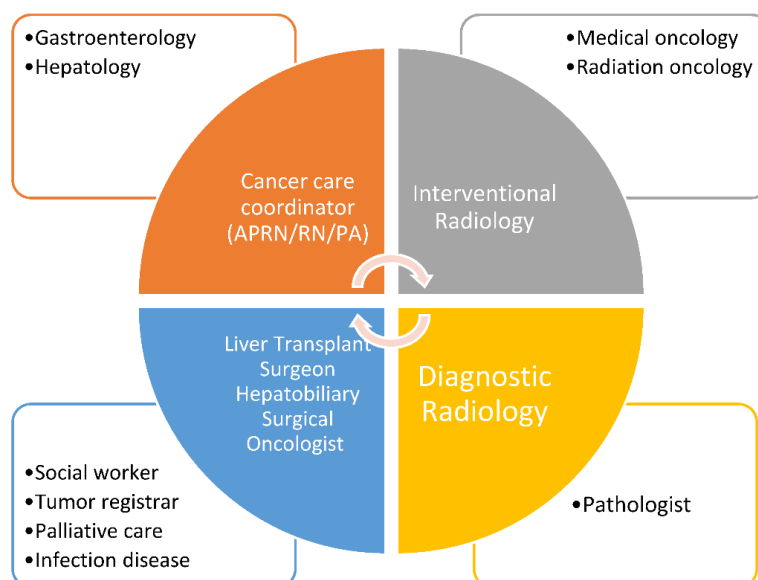 •Gastroenterology
•Hepatology
•Medical oncology
•Radiation oncology
Cancer care
coordinator
(APRN/RN/PA)
Interventional
Radiology
Liver Transplant
Surgeon
Hepatobiliary
Surgical
Oncologist
Diagnostic
Radiology
•Social worker
•Tumor registrar
•Palliative care
•Infection disease
•Pathologist